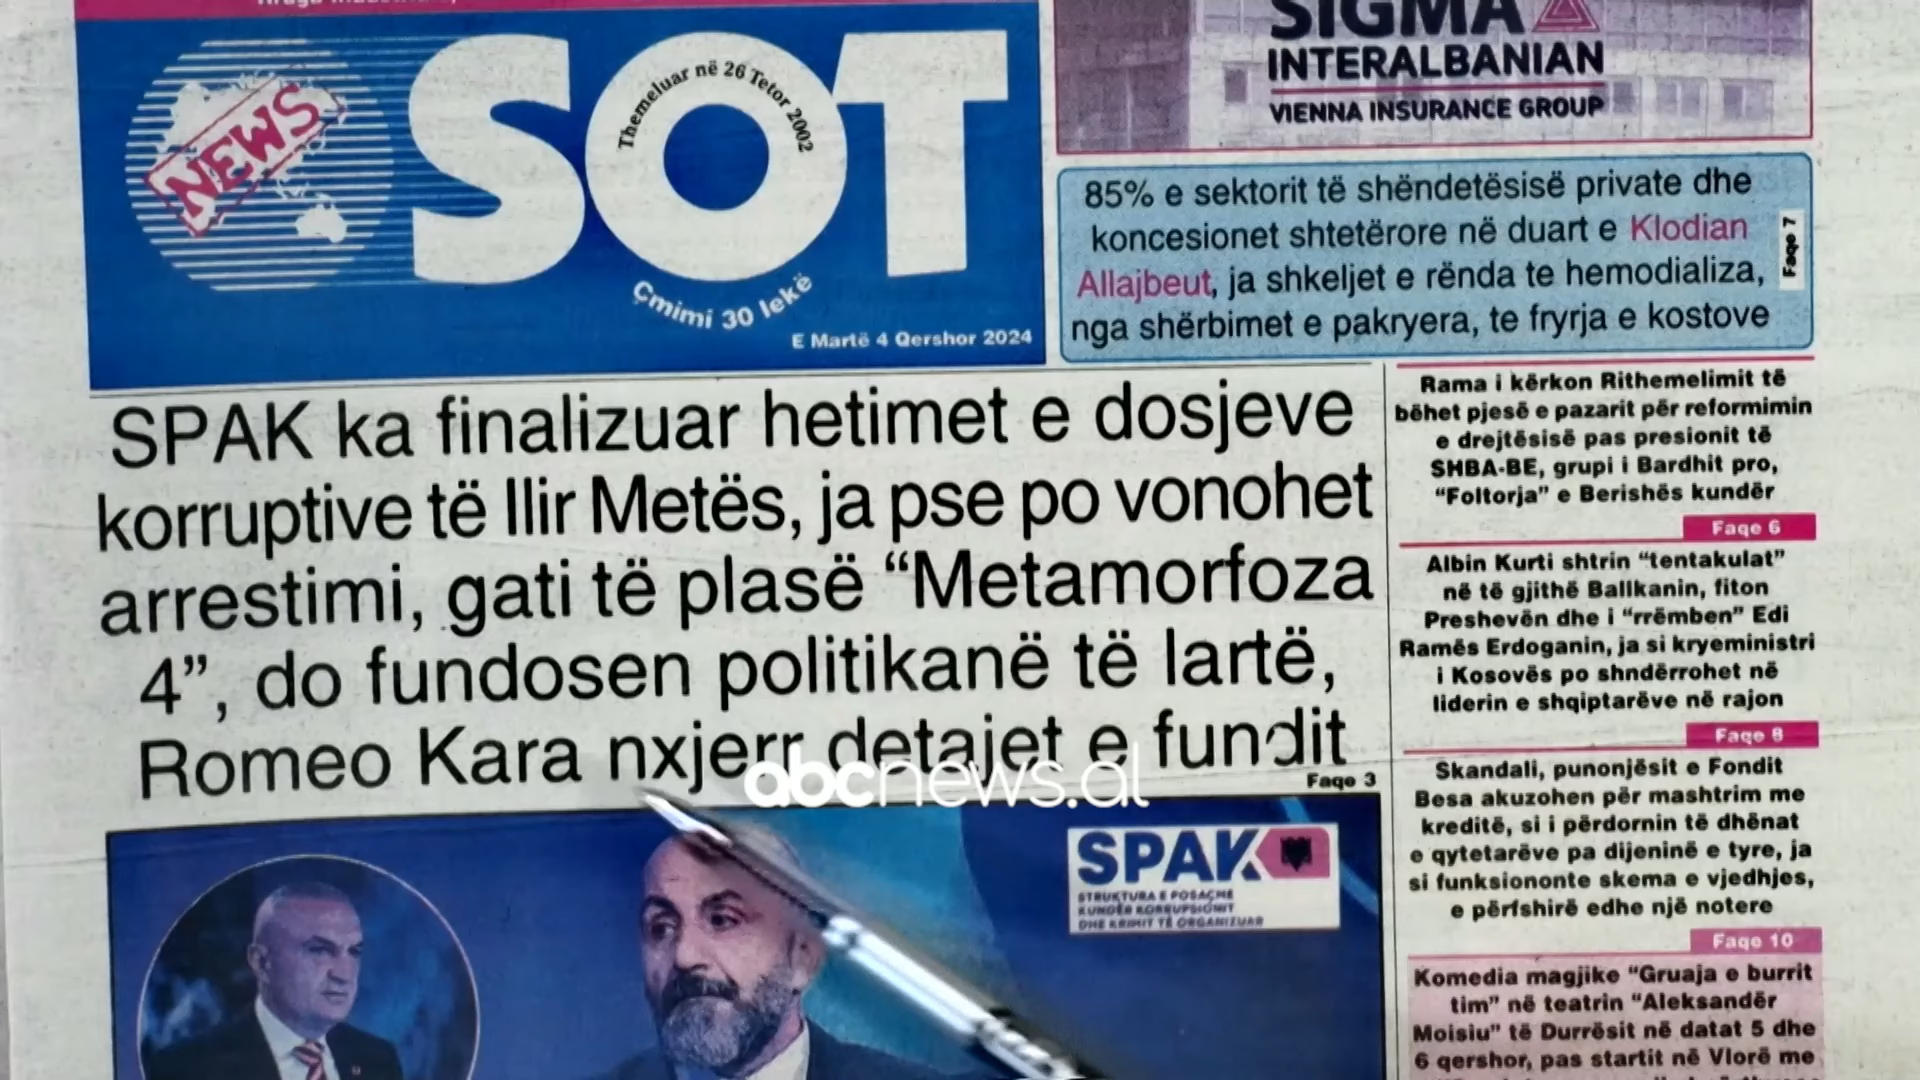 NEWS
SOT
Themeluar në 26 Tetor 2002
Çmimi 30 lekë
E Martë 4 Qershor 2024
SIGMA
INTERALBANIAN
VIENNA INSURANCE GROUP
85% e sektorit të shëndetësisë private dhe
koncesionet shtetërore në duart e Klodian
Allajbeut, ja shkeljet e rënda te hemodializa,
nga shërbimet e pakryera, te fryrja e kostove
Faqe 7
SPAK ka finalizuar hetimet e dosjeve
korruptive të Ilir Metës, ja pse po vonohet
arrestimi, gati të plasë “Metamorfoza
4”, do fundosen politikanë të lartë,
Romeo Kara nxjerr detajet e fundit
Faqe 3
abcnews.al
SPAK
STRUKTURA E POSAÇME
KUNDËR KORRUPSIONIT
DHE KRIMIT TË ORGANIZUAR
Rama i kërkon Rithemelimit të
bëhet pjesë e pazarit për reformimin
e drejtësisë pas presionit të
SHBA-BE, grupi i Bardhit pro,
“Foltorja” e Berishës kundër
Faqe 6
Albin Kurti shtrin “tentakulat”
në të gjithë Ballkanin, fiton
Preshevën dhe i “rrëmben” Edi
Ramës Erdoganin, ja si kryeministri
i Kosovës po shndërrohet në
liderin e shqiptarëve në rajon
Faqe 8
Skandali, punonjësit e Fondit
Besa akuzohen për mashtrim me
kreditë, si i përdornin të dhënat
e qytetarëve pa dijeninë e tyre, ja
si funksiononte skema e vjedhjes,
e përfshirë edhe një notere
Faqe 10
Komedia magjike “Gruaja e burrit
tim” në teatrin “Aleksandër
Moisiu” të Durrësit në datat 5 dhe
6 qershor, pas startit në Vlorë me